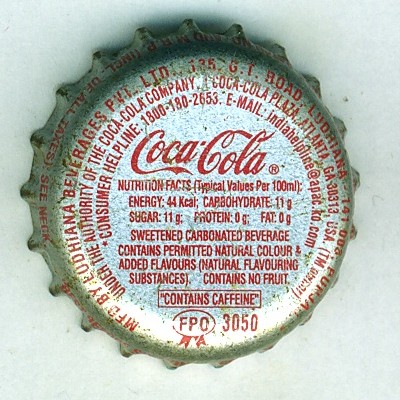 MFD. BY LUDHIANA BEVERAGES PVT. LTD., 135, G.T. ROAD, LUDHIANA-141
UNDER THE AUTHORITY OF THE COCA-COLA COMPANY, 1 COCA-COLA PLAZA, ATLANTA, GA 30313, USA.
*CONSUMER HELPLINE: 1800-180-2653. E-MAIL: indiahelpline@apac.ko.com
Coca-Cola®
NUTRITION FACTS (Typical Values Per 100ml):
ENERGY: 44 Kcal; CARBOHYDRATE: 11 g
SUGAR: 11 g; PROTEIN: 0 g; FAT: 0 g
SWEETENED CARBONATED BEVERAGE
CONTAINS PERMITTED NATURAL COLOUR &
ADDED FLAVOURS (NATURAL FLAVOURING
SUBSTANCES). CONTAINS NO FRUIT.
"CONTAINS CAFFEINE"
FPO 3050